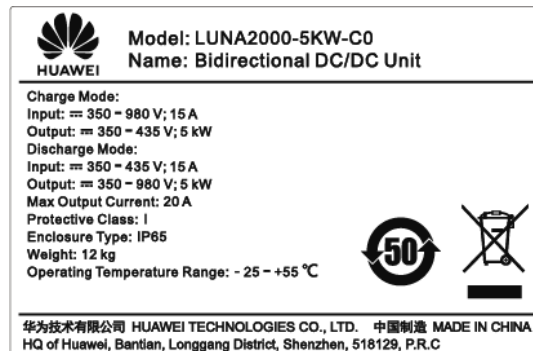 HUAWEI
Model: LUNA2000-5KW-C0
Name: Bidirectional DC/DC Unit
Charge Mode:
Input: ⎓ 350 - 980 V; 15 A
Output: ⎓ 350 - 435 V; 5 kW
Discharge Mode:
Input: ⎓ 350 - 435 V; 15 A
Output: ⎓ 350 - 980 V; 5 kW
Max Output Current: 20 A
Protective Class: I
Enclosure Type: IP65
Weight: 12 kg
Operating Temperature Range: - 25 ~ +55 ℃
50
华为技术有限公司 HUAWEI TECHNOLOGIES CO., LTD. 中国制造 MADE IN CHINA
HQ of Huawei, Bantian, Longgang District, Shenzhen, 518129, P.R.C